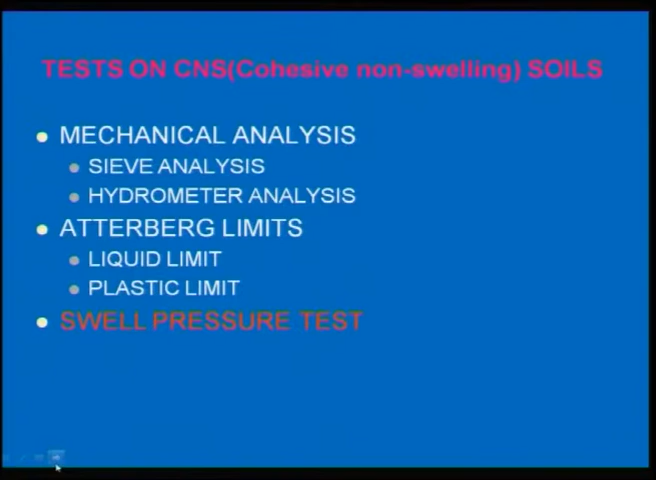 TESTS ON CNS(Cohesive non-swelling) SOILS
MECHANICAL ANALYSIS
SIEVE ANALYSIS
HYDROMETER ANALYSIS
ATTERBERG LIMITS
LIQUID LIMIT
PLASTIC LIMIT
SWELL PRESSURE TEST